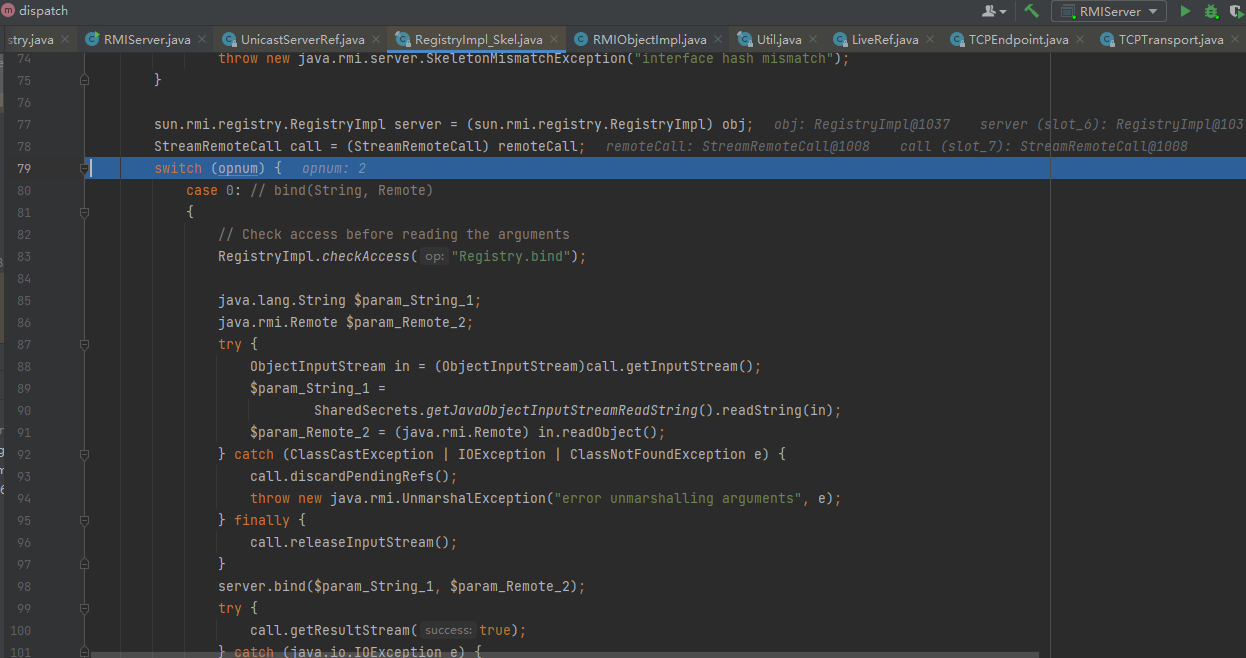 dispatch
RMIServer
stry.java RMIServer.java UnicastServerRef.java RegistryImpl_Skel.java RMIObjectImpl.java Util.java LiveRef.java TCPEndpoint.java TCPTransport.java
74 throw new java.rmi.server.SkeletonMismatchException("interface hash mismatch");
75 }
76
77 sun.rmi.registry.RegistryImpl server = (sun.rmi.registry.RegistryImpl) obj; obj: RegistryImpl@1037 server (slot_6): RegistryImpl@103
78 StreamRemoteCall call = (StreamRemoteCall) remoteCall; remoteCall: StreamRemoteCall@1008 call (slot_7): StreamRemoteCall@1008
79 switch (opnum) { opnum: 2
80 case 0: // bind(String, Remote)
81 {
82 // Check access before reading the arguments
83 RegistryImpl.checkAccess( op: "Registry.bind");
84
85 java.lang.String $param_String_1;
86 java.rmi.Remote $param_Remote_2;
87 try {
88 ObjectInputStream in = (ObjectInputStream)call.getInputStream();
89 $param_String_1 =
90 SharedSecrets.getJavaObjectInputStreamReadString().readString(in);
91 $param_Remote_2 = (java.rmi.Remote) in.readObject();
92 } catch (ClassCastException | IOException | ClassNotFoundException e) {
93 call.discardPendingRefs();
94 throw new java.rmi.UnmarshalException("error unmarshalling arguments", e);
95 } finally {
96 call.releaseInputStream();
97 }
98 server.bind($param_String_1, $param_Remote_2);
99 try {
100 call.getResultStream( success: true);
101 } catch (java.io.IOException e) {